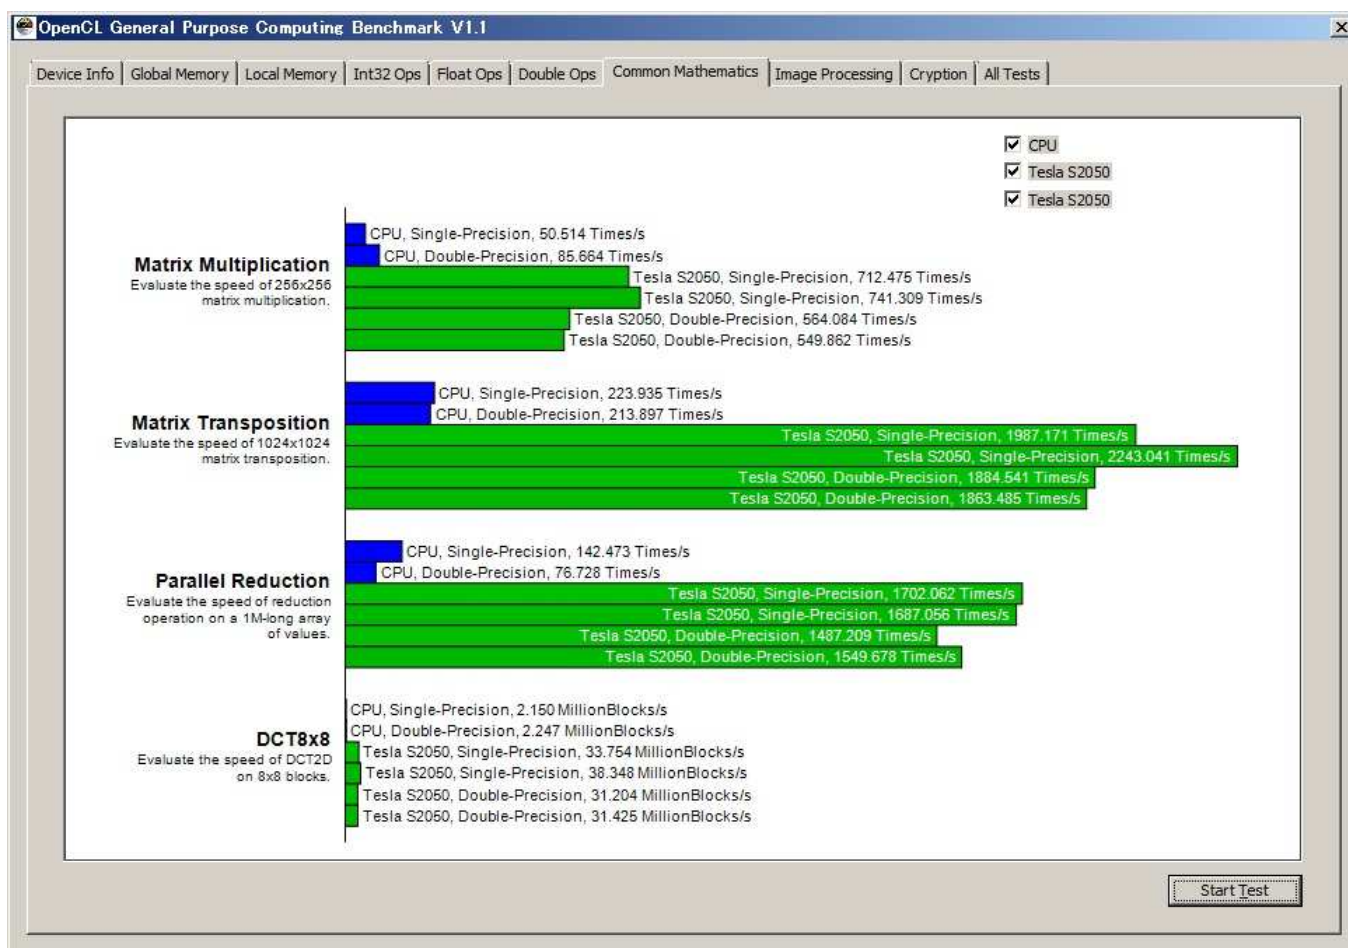 OpenCL General Purpose Computing Benchmark V1.1
Device Info
Global Memory
Local Memory
Int32 Ops
Float Ops
Double Ops
Common Mathematics
Image Processing
Cryption
All Tests
CPU
Tesla S2050
Tesla S2050
Matrix Multiplication
Evaluate the speed of 256x256
matrix multiplication.
CPU, Single-Precision, 50.514 Times/s
CPU, Double-Precision, 85.664 Times/s
Tesla S2050, Single-Precision, 712.475 Times/s
Tesla S2050, Single-Precision, 741.309 Times/s
Tesla S2050, Double-Precision, 564.084 Times/s
Tesla S2050, Double-Precision, 549.862 Times/s
Matrix Transposition
Evaluate the speed of 1024x1024
matrix transposition.
CPU, Single-Precision, 223.935 Times/s
CPU, Double-Precision, 213.897 Times/s
Tesla S2050, Single-Precision, 1987.171 Times/s
Tesla S2050, Single-Precision, 2243.041 Times/s
Tesla S2050, Double-Precision, 1884.541 Times/s
Tesla S2050, Double-Precision, 1863.485 Times/s
Parallel Reduction
Evaluate the speed of reduction
operation on a 1M-long array
of values.
CPU, Single-Precision, 142.473 Times/s
CPU, Double-Precision, 76.728 Times/s
Tesla S2050, Single-Precision, 1702.062 Times/s
Tesla S2050, Single-Precision, 1687.056 Times/s
Tesla S2050, Double-Precision, 1487.209 Times/s
Tesla S2050, Double-Precision, 1549.678 Times/s
DCT8x8
Evaluate the speed of DCT2D
on 8x8 blocks.
CPU, Single-Precision, 2.150 MillionBlocks/s
CPU, Double-Precision, 2.247 MillionBlocks/s
Tesla S2050, Single-Precision, 33.754 MillionBlocks/s
Tesla S2050, Single-Precision, 38.348 MillionBlocks/s
Tesla S2050, Double-Precision, 31.204 MillionBlocks/s
Tesla S2050, Double-Precision, 31.425 MillionBlocks/s
Start Test